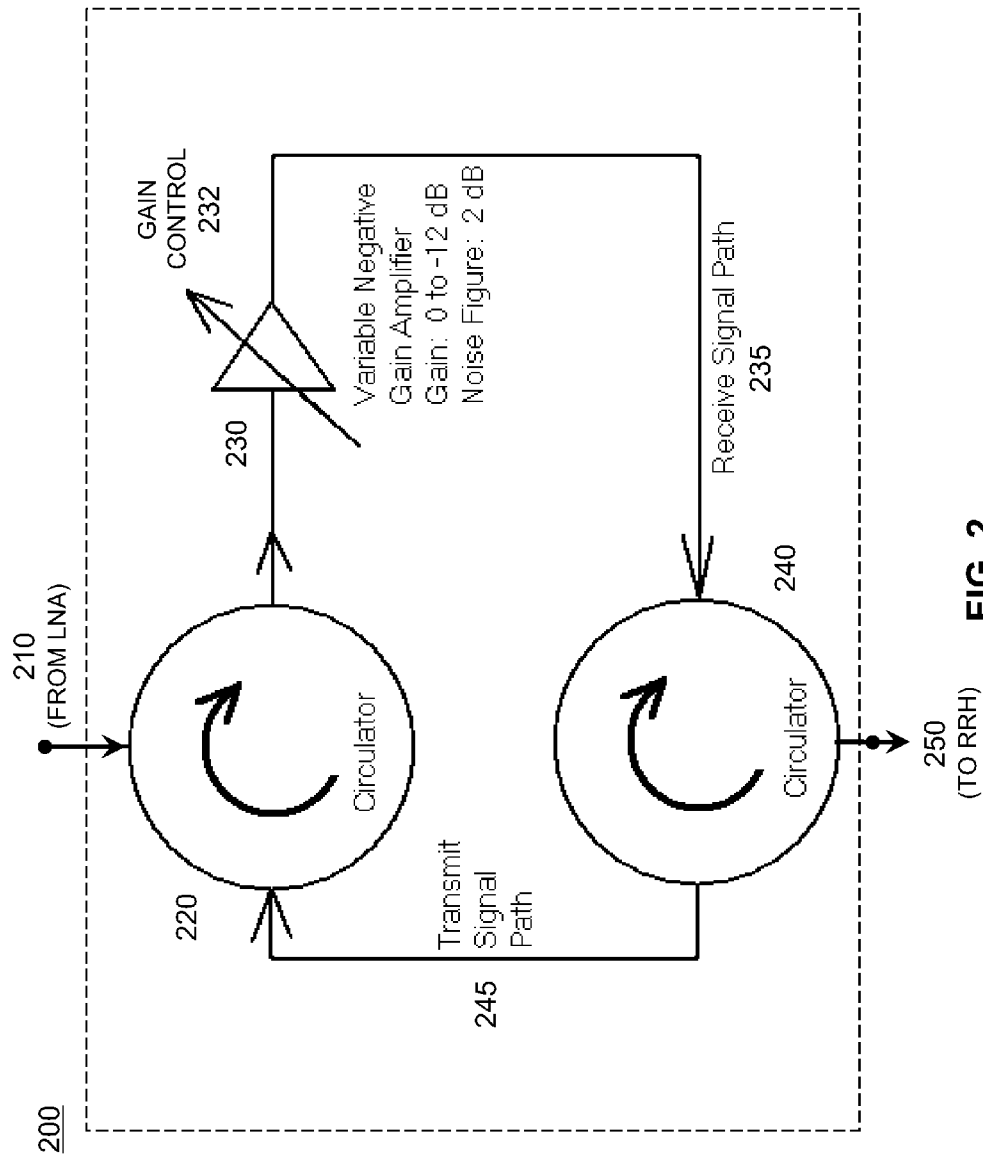 200
210
(FROM LNA)
220
Circulator
230
GAIN
CONTROL
232
Variable Negative
Gain Amplifier
Gain: 0 to -12 dB
Noise Figure: 2 dB
Transmit
Signal
Path
245
Receive Signal Path
235
240
Circulator
250
(TO RRH)
FIG. 2